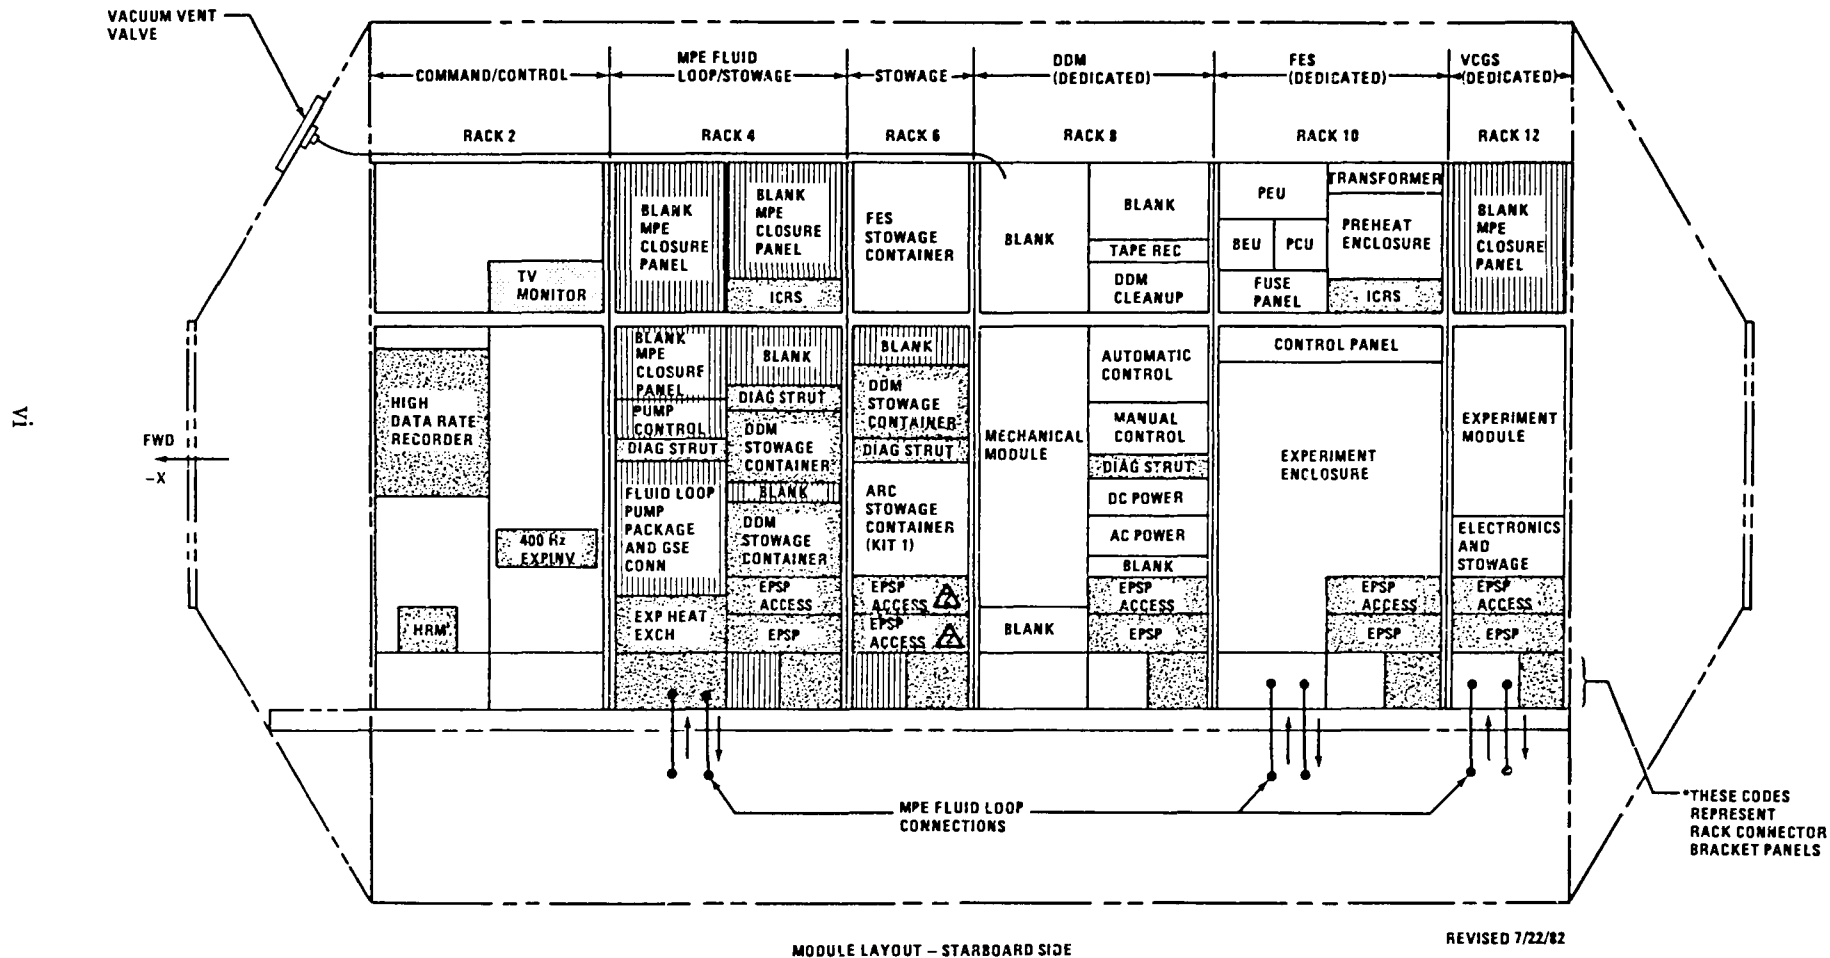 VACUUM VENT
VALVE
COMMAND/CONTROL
MPE FLUID
LOOP/STOWAGE
STOWAGE
DDM
(DEDICATED)
FES
(DEDICATED)
VCGS
(DEDICATED)
RACK 2
RACK 4
RACK 6
RACK 8
RACK 10
RACK 12
TV
MONITOR
HIGH
DATA RATE
RECORDER
400 Hz
EXPINV
HRM
BLANK
MPE
CLOSURE
PANEL
BLANK
MPE
CLOSURE
PANEL
ICRS
BLANK
MPE
CLOSURE
PANEL
PUMP
CONTROL
DIAG STRUT
FLUID LOOP
PUMP
PACKAGE
AND GSE
CONN
EXP HEAT
EXCH
BLANK
DIAG STRUT
DDM
STOWAGE
CONTAINER
BLANK
DDM
STOWAGE
CONTAINER
EPSP
ACCESS
EPSP
FES
STOWAGE
CONTAINER
BLANK
DDM
STOWAGE
CONTAINER
DIAG STRUT
ARC
STOWAGE
CONTAINER
(KIT 1)
EPSP
ACCESS
EPSP
ACCESS
BLANK
MECHANICAL
MODULE
BLANK
BLANK
TAPE REC
DDM
CLEANUP
AUTOMATIC
CONTROL
MANUAL
CONTROL
DIAG STRUT
DC POWER
AC POWER
BLANK
EPSP
ACCESS
EPSP
PEU
BEU
PCU
FUSE
PANEL
TRANSFORMER
PREHEAT
ENCLOSURE
ICRS
CONTROL PANEL
EXPERIMENT
ENCLOSURE
EPSP
ACCESS
EPSP
BLANK
MPE
CLOSURE
PANEL
EXPERIMENT
MODULE
ELECTRONICS
AND
STOWAGE
EPSP
ACCESS
EPSP
FWD
-X
vi
MPE FLUID LOOP
CONNECTIONS
*THESE CODES
REPRESENT
RACK CONNECTOR
BRACKET PANELS
REVISED 7/22/82
MODULE LAYOUT – STARBOARD SIDE